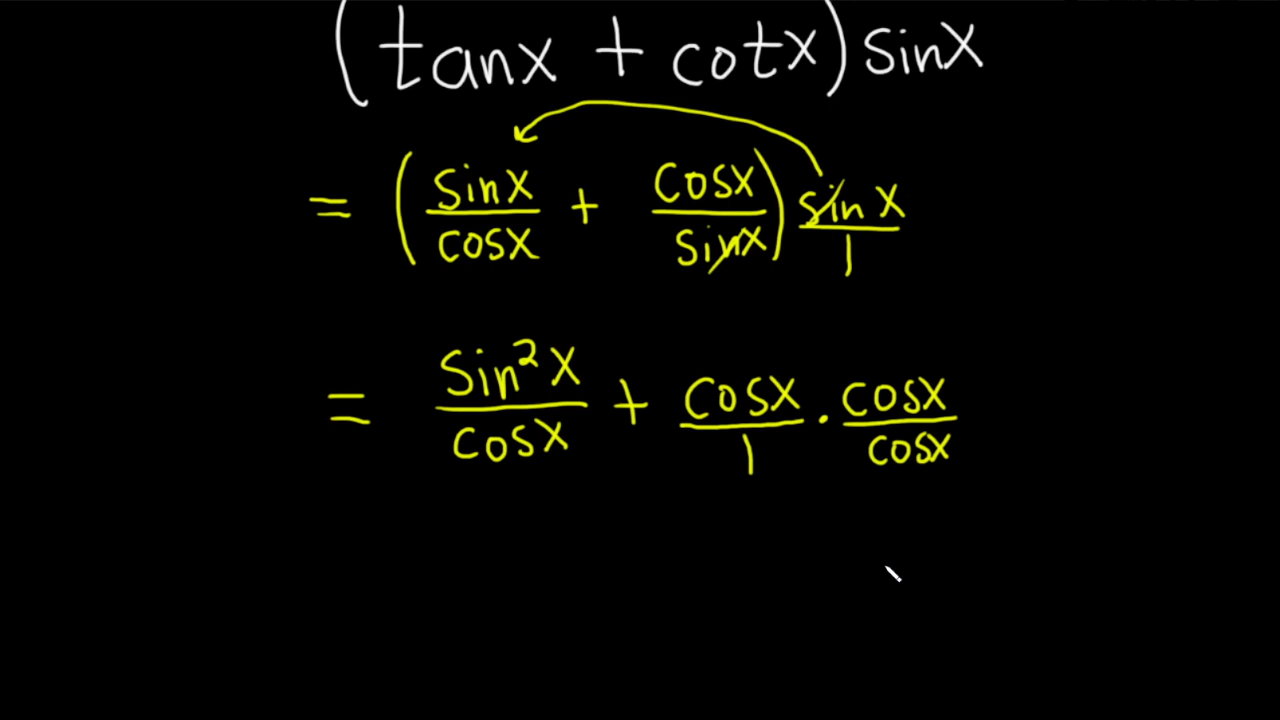 (tanx + cotx) sinx
= (sinx/cosx + cosx/sinx) sinx/1
= sin²x/cosx + cosx/1 · cosx/cosx